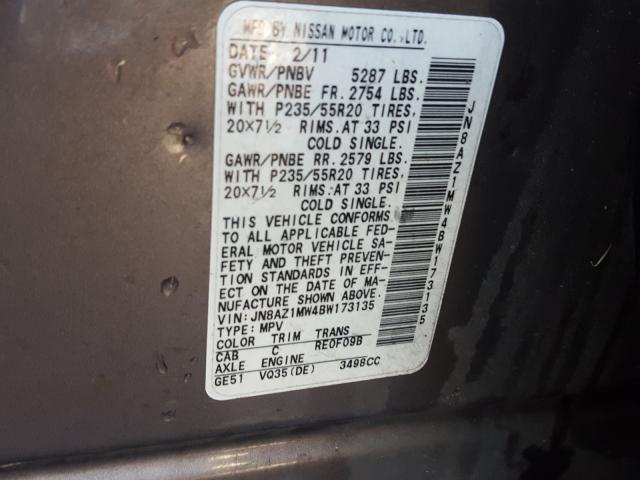 MFD BY NISSAN MOTOR CO.,LTD.
DATE: 2/11
GVWR/PNBV 5287 LBS.
GAWR/PNBE FR. 2754 LBS.
WITH P235/55R20 TIRES,
20×7½ RIMS.AT 33 PSI
COLD SINGLE.
GAWR/PNBE RR. 2579 LBS.
WITH P235/55R20 TIRES,
20×7½ RIMS.AT 33 PSI
COLD SINGLE.
THIS VEHICLE CONFORMS
TO ALL APPLICABLE FED-
ERAL MOTOR VEHICLE SA-
FETY AND THEFT PREVEN-
TION STANDARDS IN EFF-
ECT ON THE DATE OF MA-
NUFACTURE SHOWN ABOVE.
VIN: JN8AZ1MW4BW173135
TYPE: MPV
COLOR TRIM TRANS
CAB C RE0F09B
AXLE ENGINE
GE51 VQ35(DE) 3498CC
JN8AZ1MW4BW173135